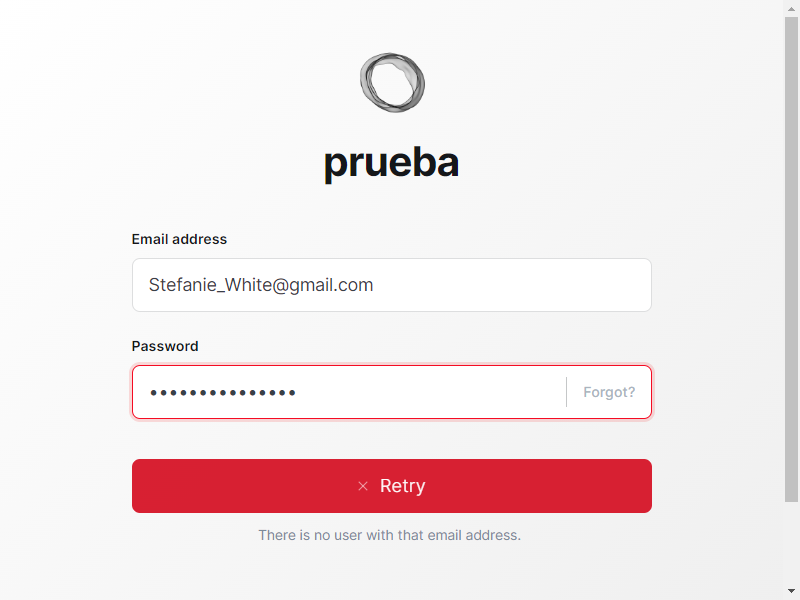 prueba
Email address
Stefanie_White@gmail.com
Password
•••••••••••••••
Forgot?
× Retry
There is no user with that email address.